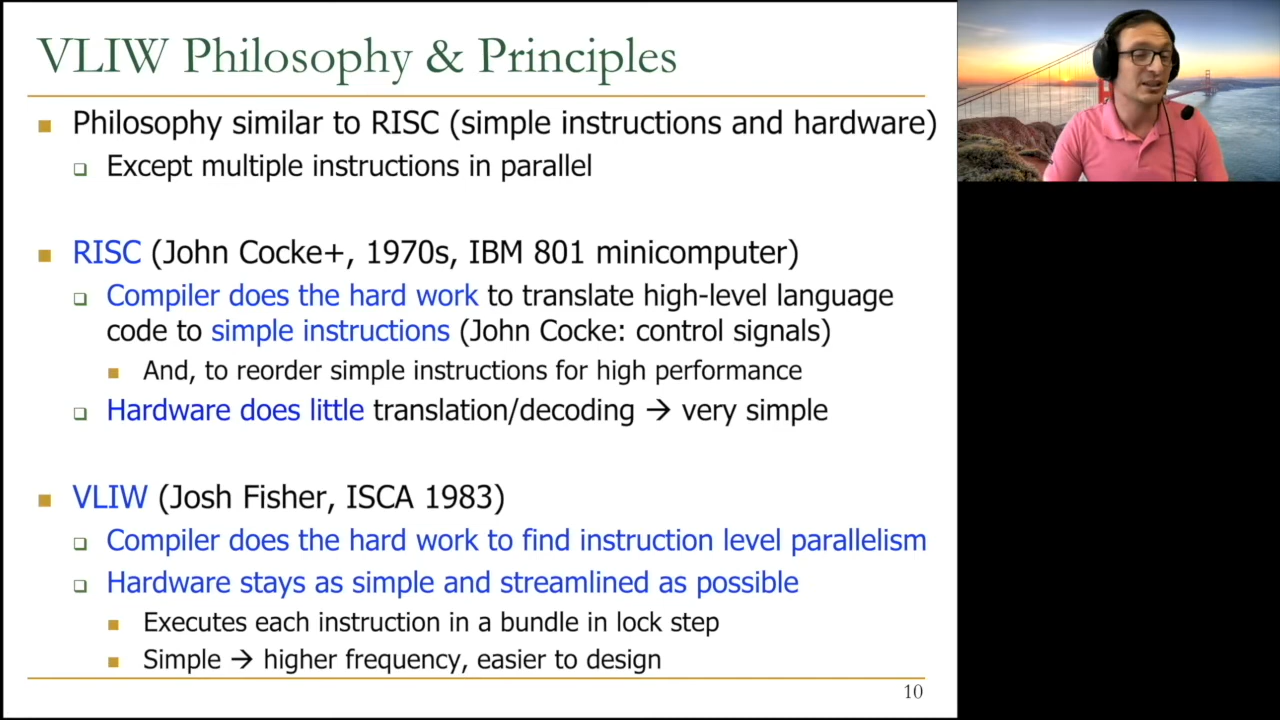 VLIW Philosophy & Principles
Philosophy similar to RISC (simple instructions and hardware)
Except multiple instructions in parallel
RISC (John Cocke+, 1970s, IBM 801 minicomputer)
Compiler does the hard work to translate high-level language
code to simple instructions (John Cocke: control signals)
And, to reorder simple instructions for high performance
Hardware does little translation/decoding → very simple
VLIW (Josh Fisher, ISCA 1983)
Compiler does the hard work to find instruction level parallelism
Hardware stays as simple and streamlined as possible
Executes each instruction in a bundle in lock step
Simple → higher frequency, easier to design
10